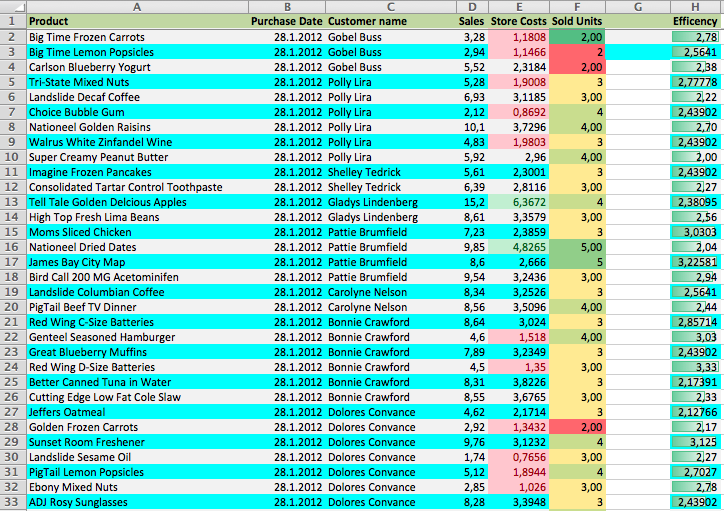 A B C D E F G H
1 Product Purchase Date Customer name Sales Store Costs Sold Units Efficency
2 Big Time Frozen Carrots 28.1.2012 Gobel Buss 3,28 1,1808 2,00 2,78
3 Big Time Lemon Popsicles 28.1.2012 Gobel Buss 2,94 1,1466 2 2,5641
4 Carlson Blueberry Yogurt 28.1.2012 Gobel Buss 5,52 2,3184 2,00 2,38
5 Tri-State Mixed Nuts 28.1.2012 Polly Lira 5,28 1,9008 3 2,77778
6 Landslide Decaf Coffee 28.1.2012 Polly Lira 6,93 3,1185 3,00 2,22
7 Choice Bubble Gum 28.1.2012 Polly Lira 2,12 0,8692 4 2,43902
8 Nationeel Golden Raisins 28.1.2012 Polly Lira 10,1 3,7296 4,00 2,70
9 Walrus White Zinfandel Wine 28.1.2012 Polly Lira 4,83 1,9803 3 2,43902
10 Super Creamy Peanut Butter 28.1.2012 Polly Lira 5,92 2,96 4,00 2,00
11 Imagine Frozen Pancakes 28.1.2012 Shelley Tedrick 5,61 2,3001 3 2,43902
12 Consolidated Tartar Control Toothpaste 28.1.2012 Shelley Tedrick 6,39 2,8116 3,00 2,27
13 Tell Tale Golden Delcious Apples 28.1.2012 Gladys Lindenberg 15,2 6,3672 4 2,38095
14 High Top Fresh Lima Beans 28.1.2012 Gladys Lindenberg 8,61 3,3579 3,00 2,56
15 Moms Sliced Chicken 28.1.2012 Pattie Brumfield 7,23 2,3859 3 3,0303
16 Nationeel Dried Dates 28.1.2012 Pattie Brumfield 9,85 4,8265 5,00 2,04
17 James Bay City Map 28.1.2012 Pattie Brumfield 8,6 2,666 5 3,22581
18 Bird Call 200 MG Acetominifen 28.1.2012 Pattie Brumfield 9,54 3,2436 3,00 2,94
19 Landslide Columbian Coffee 28.1.2012 Carolyne Nelson 8,34 3,2526 3 2,5641
20 PigTail Beef TV Dinner 28.1.2012 Carolyne Nelson 8,56 3,5096 4,00 2,44
21 Red Wing C-Size Batteries 28.1.2012 Bonnie Crawford 8,64 3,024 3 2,85714
22 Genteel Seasoned Hamburger 28.1.2012 Bonnie Crawford 4,6 1,518 4,00 3,03
23 Great Blueberry Muffins 28.1.2012 Bonnie Crawford 7,89 3,2349 3 2,43902
24 Red Wing D-Size Batteries 28.1.2012 Bonnie Crawford 4,5 1,35 3,00 3,33
25 Better Canned Tuna in Water 28.1.2012 Bonnie Crawford 8,31 3,8226 3 2,17391
26 Cutting Edge Low Fat Cole Slaw 28.1.2012 Bonnie Crawford 8,55 3,6765 3,00 2,33
27 Jeffers Oatmeal 28.1.2012 Dolores Convance 4,62 2,1714 3 2,12766
28 Golden Frozen Carrots 28.1.2012 Dolores Convance 2,92 1,3432 2,00 2,17
29 Sunset Room Freshener 28.1.2012 Dolores Convance 9,76 3,1232 4 3,125
30 Landslide Sesame Oil 28.1.2012 Dolores Convance 1,74 0,7656 3,00 2,27
31 PigTail Lemon Popsicles 28.1.2012 Dolores Convance 5,12 1,8944 4 2,7027
32 Ebony Mixed Nuts 28.1.2012 Dolores Convance 2,85 1,026 3,00 2,78
33 ADJ Rosy Sunglasses 28.1.2012 Dolores Convance 8,28 3,3948 3 2,43902